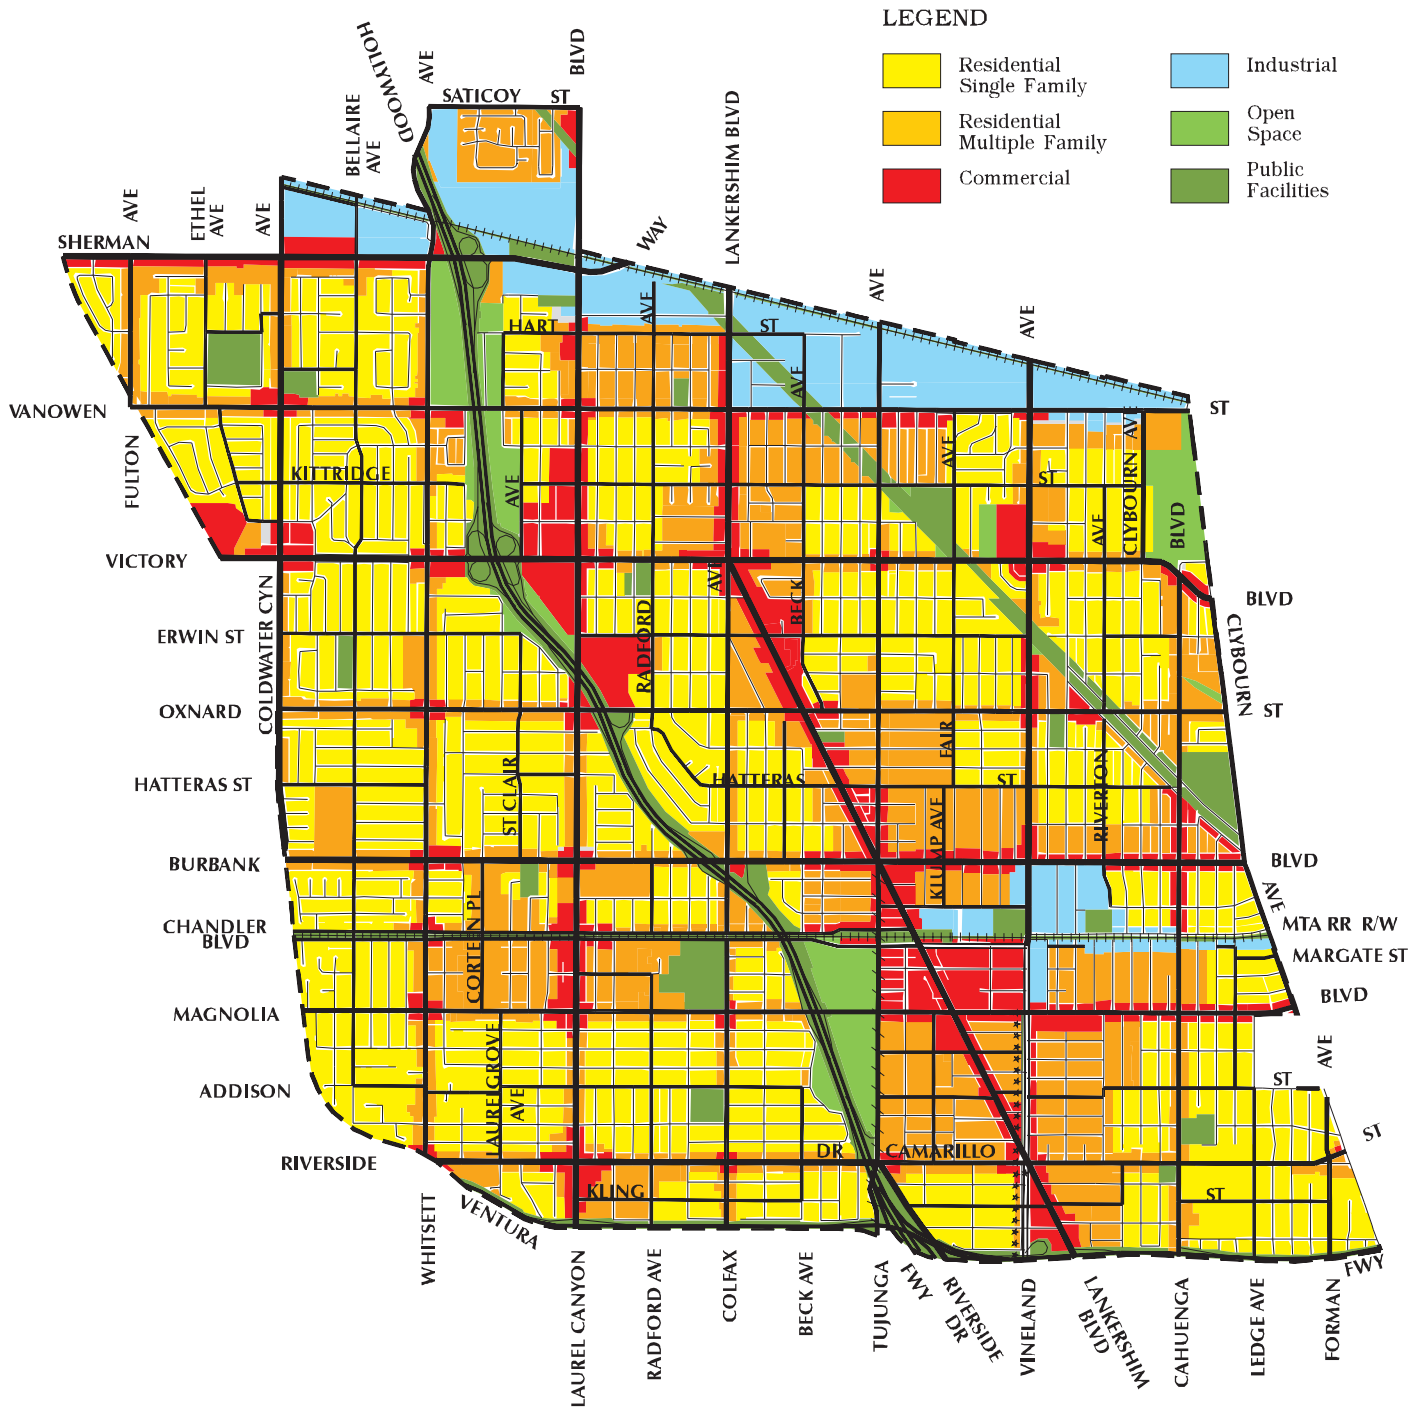 LEGEND
Residential
Single Family
Residential
Multiple Family
Commercial
Industrial
Open
Space
Public
Facilities
HOLLYWOOD
AVE
BLVD
SATICOY ST
BELLAIRE
AVE
LANKERSHIM BLVD
AVE
ETHEL
AVE
AVE
SHERMAN
WAY
AVE
AVE
AVE
HART
ST
AVE
VANOWEN
ST
FULTON
KITTRIDGE
AVE
AVE
ST
AVE
CLYBOURN AVE
BLVD
VICTORY
AVE
BLVD
COLDWATER CYN
RADFORD
BECK
CLYBOURN
ERWIN ST
OXNARD
ST
FAIR
HATTERAS ST
ST CLAIR
HATTERAS
ST
RIVERTON
KLUMP AVE
BURBANK
BLVD
AVE
CORTEEN PL
CHANDLER
BLVD
MTA RR R/W
MARGATE ST
MAGNOLIA
BLVD
LAURELGROVE
AVE
AVE
ADDISON
ST
ST
RIVERSIDE
DR
CAMARILLO
KLING
ST
VENTURA
FWY
WHITSETT
LAUREL CANYON
RADFORD AVE
COLFAX
BECK AVE
TUJUNGA
FWY
RIVERSIDE
DR
VINELAND
LANKERSHIM
BLVD
CAHUENGA
LEDGE AVE
FORMAN